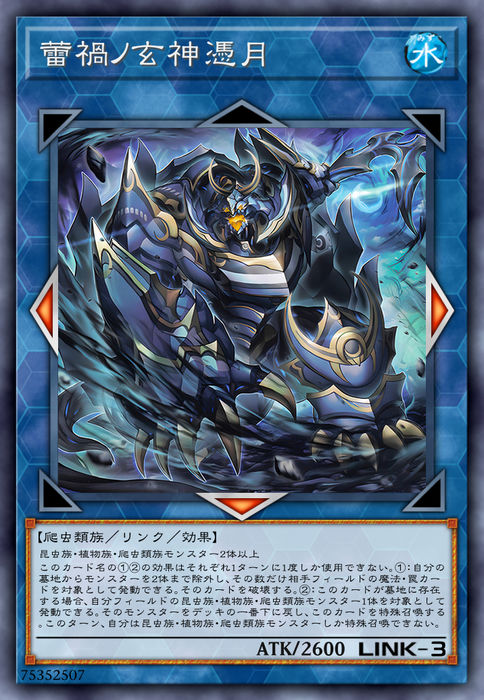 蕾禍ノ玄神憑月
みず
水
【爬虫類族／リンク／効果】
昆虫族・植物族・爬虫類族モンスター2体以上
このカード名の①②の効果はそれぞれ1ターンに1度しか使用できない。①：自分の
墓地からモンスターを2体まで除外し、その数だけ相手フィールドの魔法・罠カード
を対象として発動できる。そのカードを破壊する。②：このカードが墓地に存在
する場合、自分フィールドの昆虫族・植物族・爬虫類族モンスター1体を対象として
発動できる。そのモンスターをデッキの一番下に戻し、このカードを特殊召喚する
。このターン、自分は昆虫族・植物族・爬虫類族モンスターしか特殊召喚できない。
ATK/2600 LINK-3
75352507